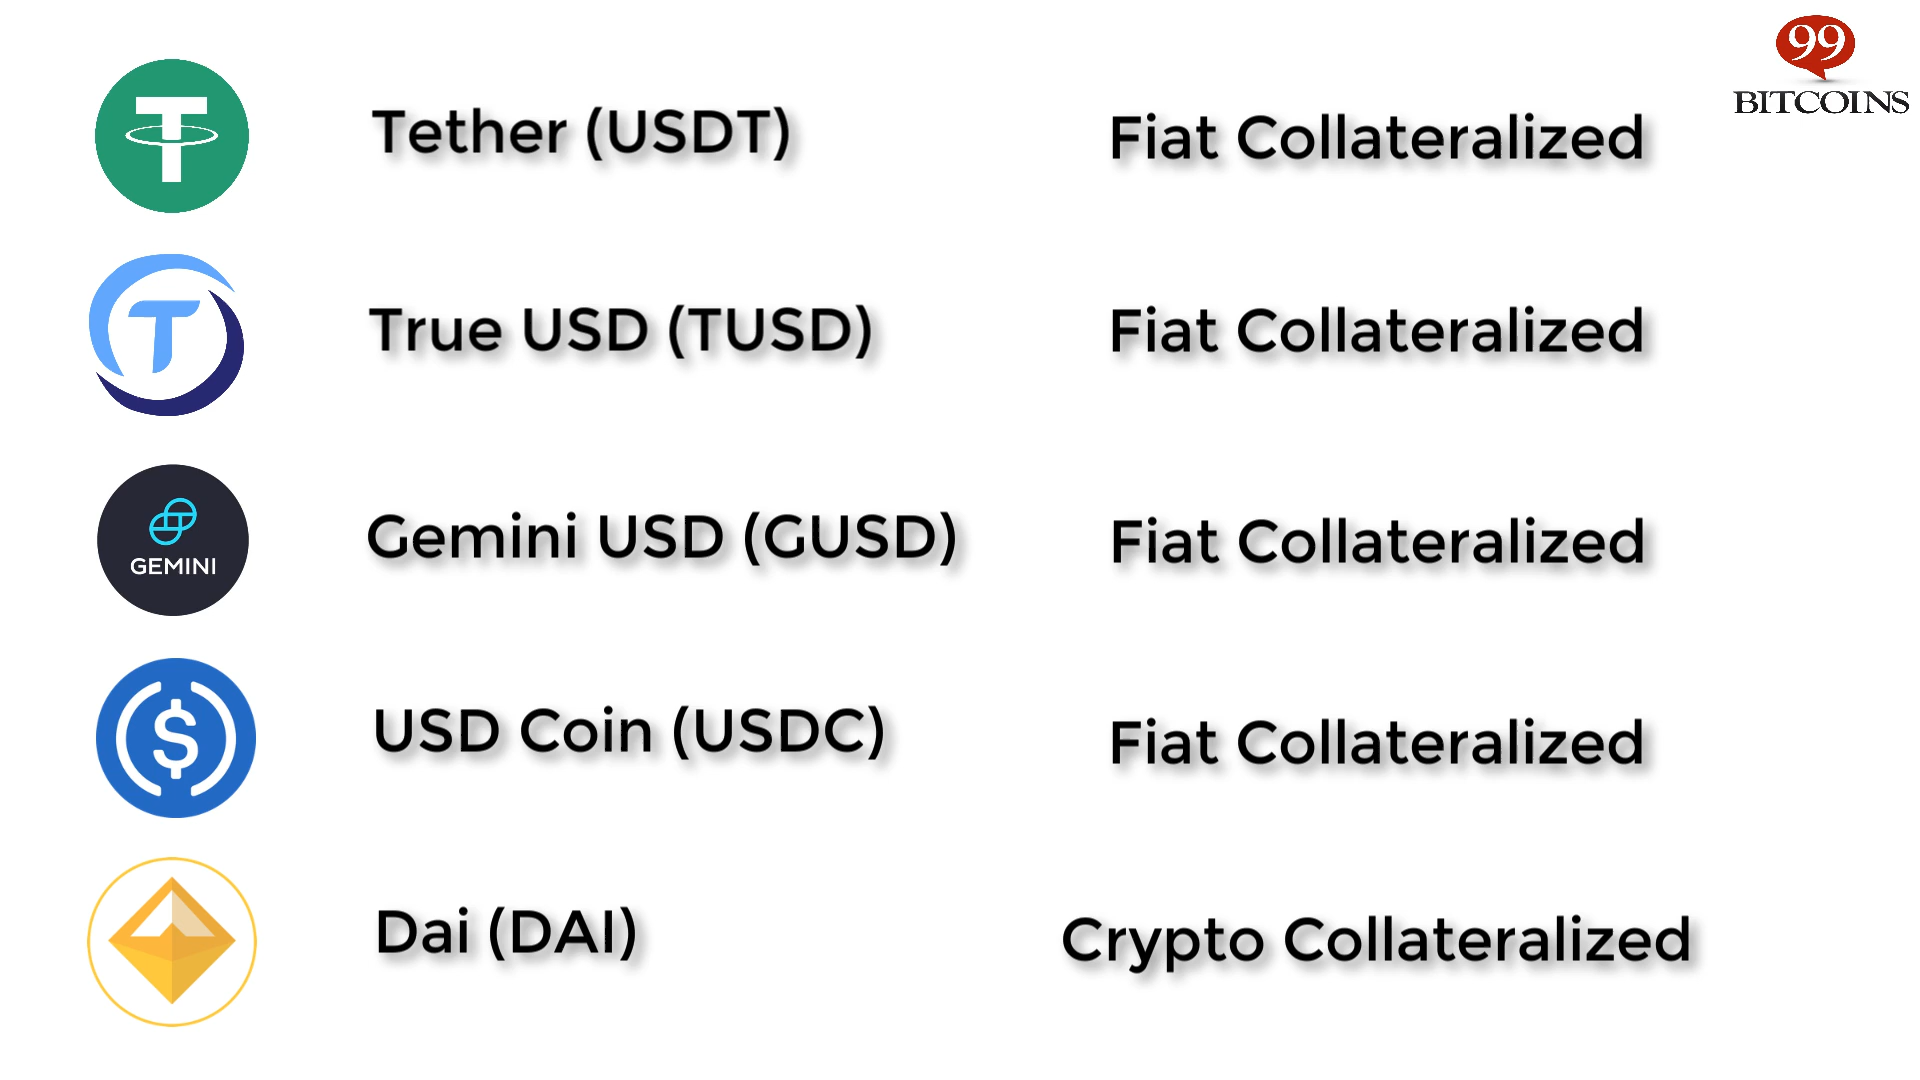 99
BITCOINS
Tether (USDT)
Fiat Collateralized
True USD (TUSD)
Fiat Collateralized
GEMINI
Gemini USD (GUSD)
Fiat Collateralized
USD Coin (USDC)
Fiat Collateralized
Dai (DAI)
Crypto Collateralized